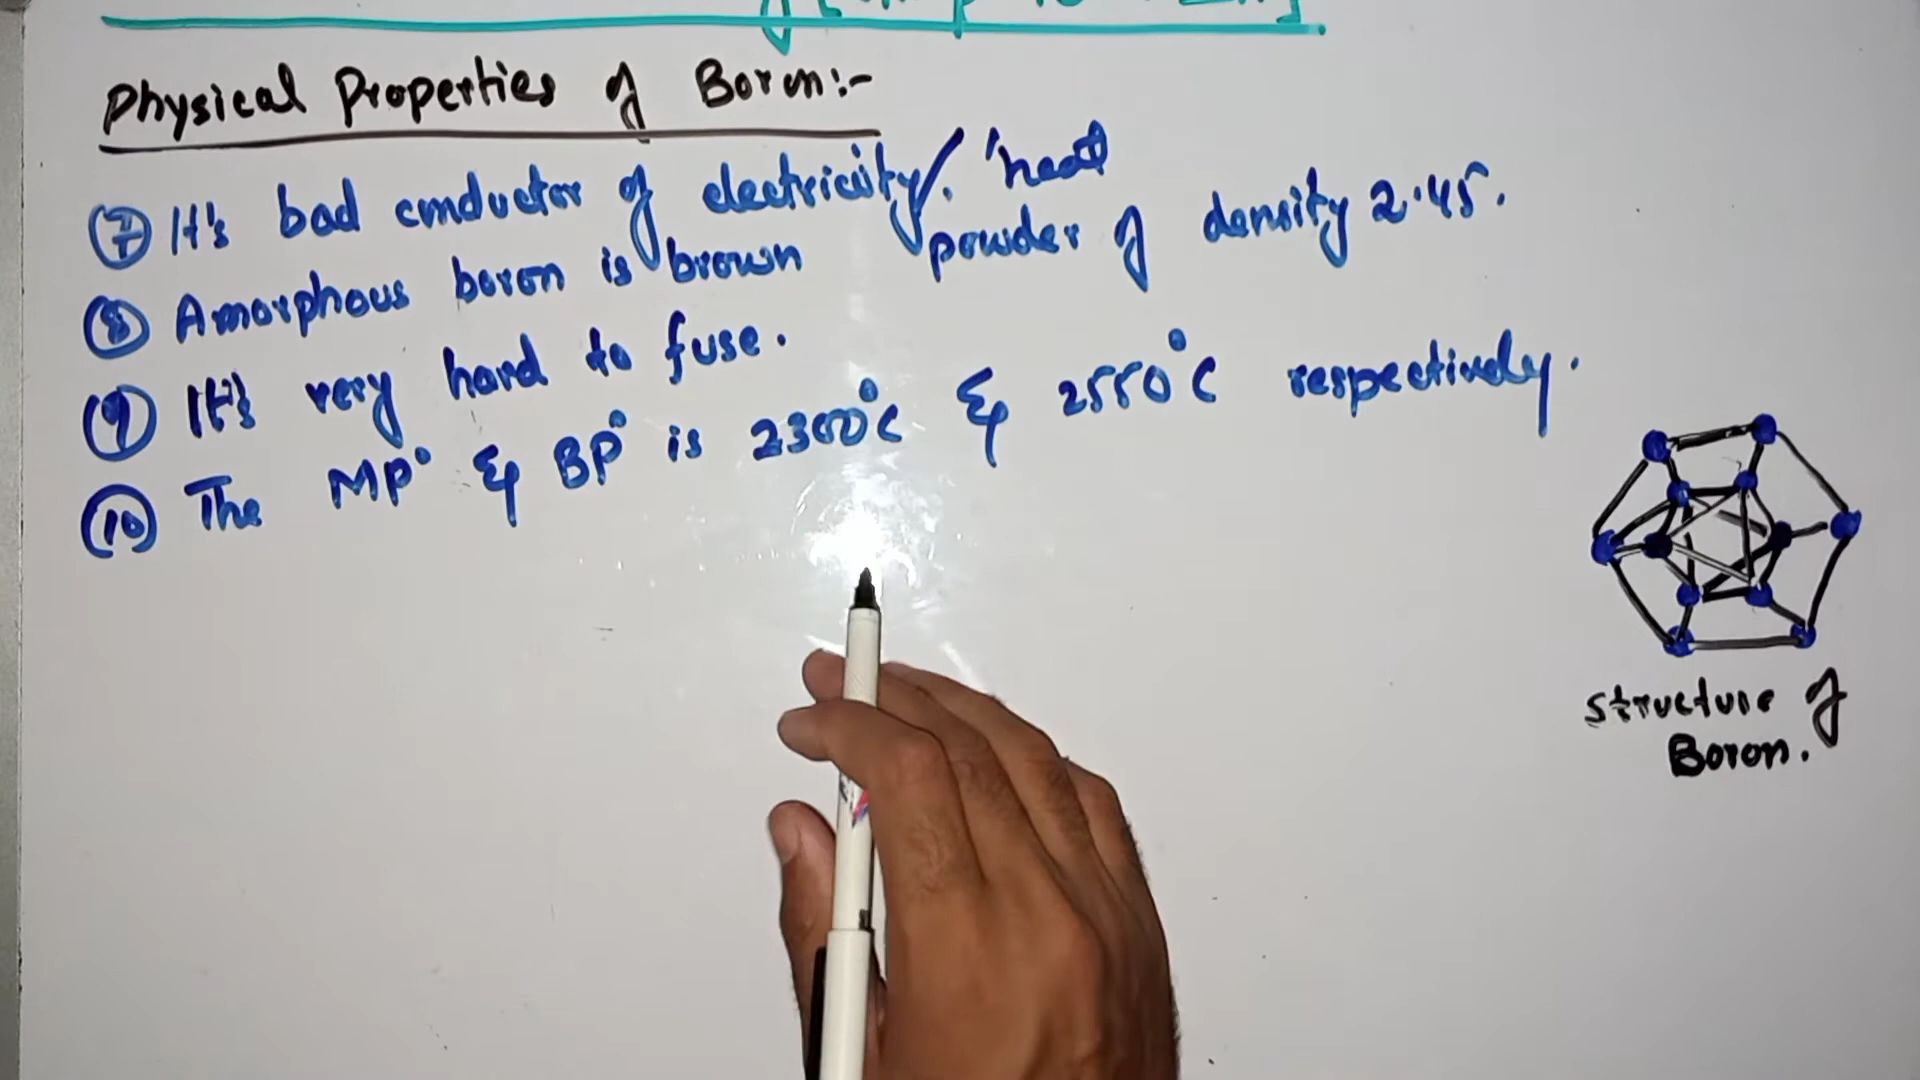 Physical Properties of Boron:-
(7) It's bad conductor of electricity/heat
(8) Amorphous boron is brown powder of density 2.45.
(9) It's very hard to fuse.
(10) The MP° & BP° is 2300°C & 2550°C respectively.
Structure of
Boron.